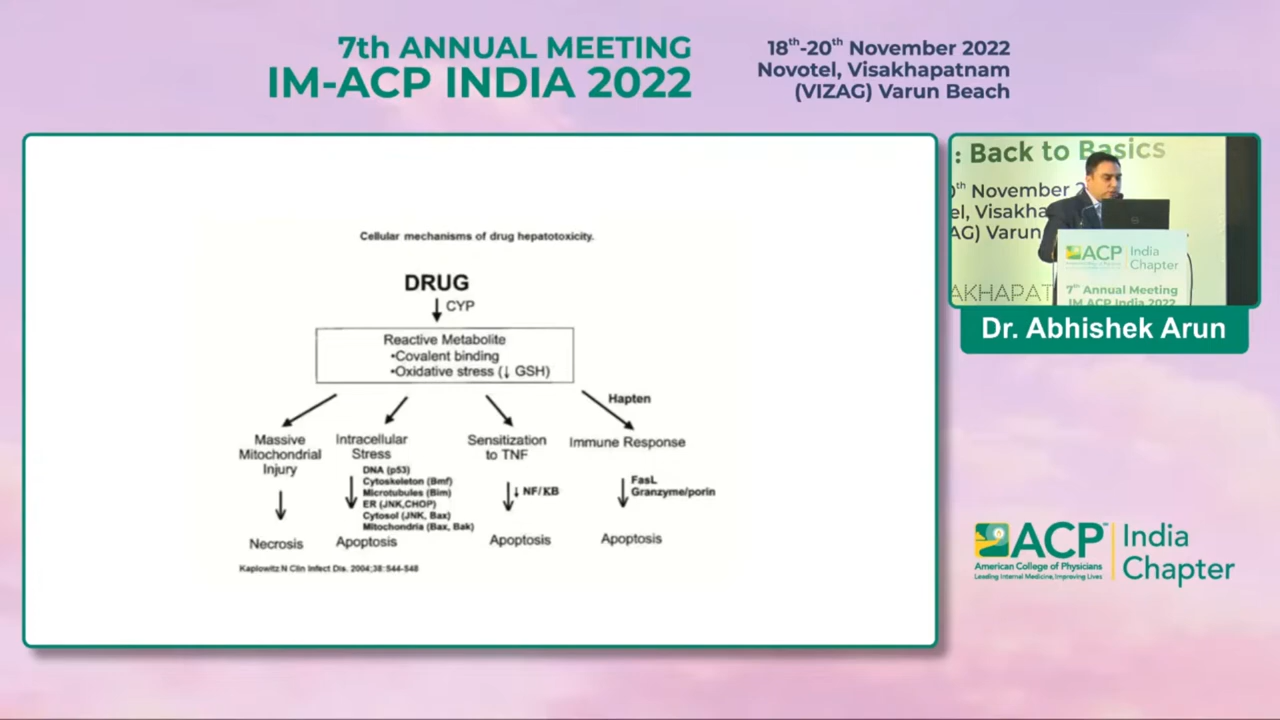 7th ANNUAL MEETING
IM-ACP INDIA 2022
18th-20th November 2022
Novotel, Visakhapatnam
(VIZAG) Varun Beach
Cellular mechanisms of drug hepatotoxicity.
DRUG
CYP
Reactive Metabolite
•Covalent binding
•Oxidative stress (↓ GSH)
Hapten
Massive
Mitochondrial
Injury
Necrosis
Intracellular
Stress
DNA (p53)
Cytoskeleton (Bmf)
Microtubules (Bim)
ER (JNK,CHOP)
Cytosol (JNK, Bax)
Mitochondria (Bax, Bak)
Apoptosis
Sensitization
to TNF
↓ NF/KB
Apoptosis
Immune Response
FasL
Granzyme/porin
Apoptosis
Kaplowitz N Clin Infect Dis. 2004;38:S44-S48
: Back to Basics
th November 2
el, Visakha
AG) Varun
AKHAPAT
ACP India
Chapter
7th Annual Meeting
IM ACP India 2022
Dr. Abhishek Arun
ACP™
American College of Physicians
Leading Internal Medicine, Improving Lives
India
Chapter